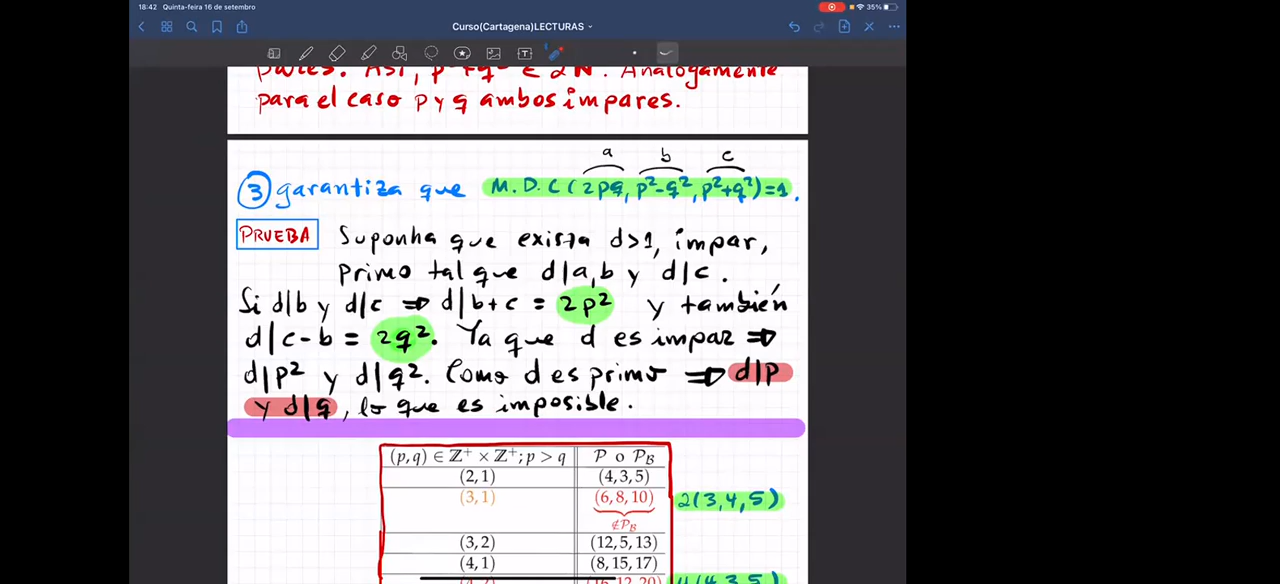 18:42 Quinta-feira 16 de setembro
35%
Curso(Cartagena)LECTURAS
para el caso p y q ambos impares.
a b c
③ garantiza que M.D.C(2pq, p²-q², p²+q²)=1.
PRUEBA Suponha que exista d>1, impar,
primo tal que d|a,b y d|c.
Si d|b y d|c ⇒ d|b+c = 2p² y también
d|c-b = 2q². Ya que d es impar ⇒
d|p² y d|q². Como d es primo ⇒ d|p
y d|q, lo que es imposible.
(p,q) ∈ ℤ⁺ × ℤ⁺; p > q P o P_B
(2,1) (4,3,5)
(3,1) (6,8,10) 2(3,4,5)
∉P_B
(3,2) (12,5,13)
(4,1) (8,15,17)